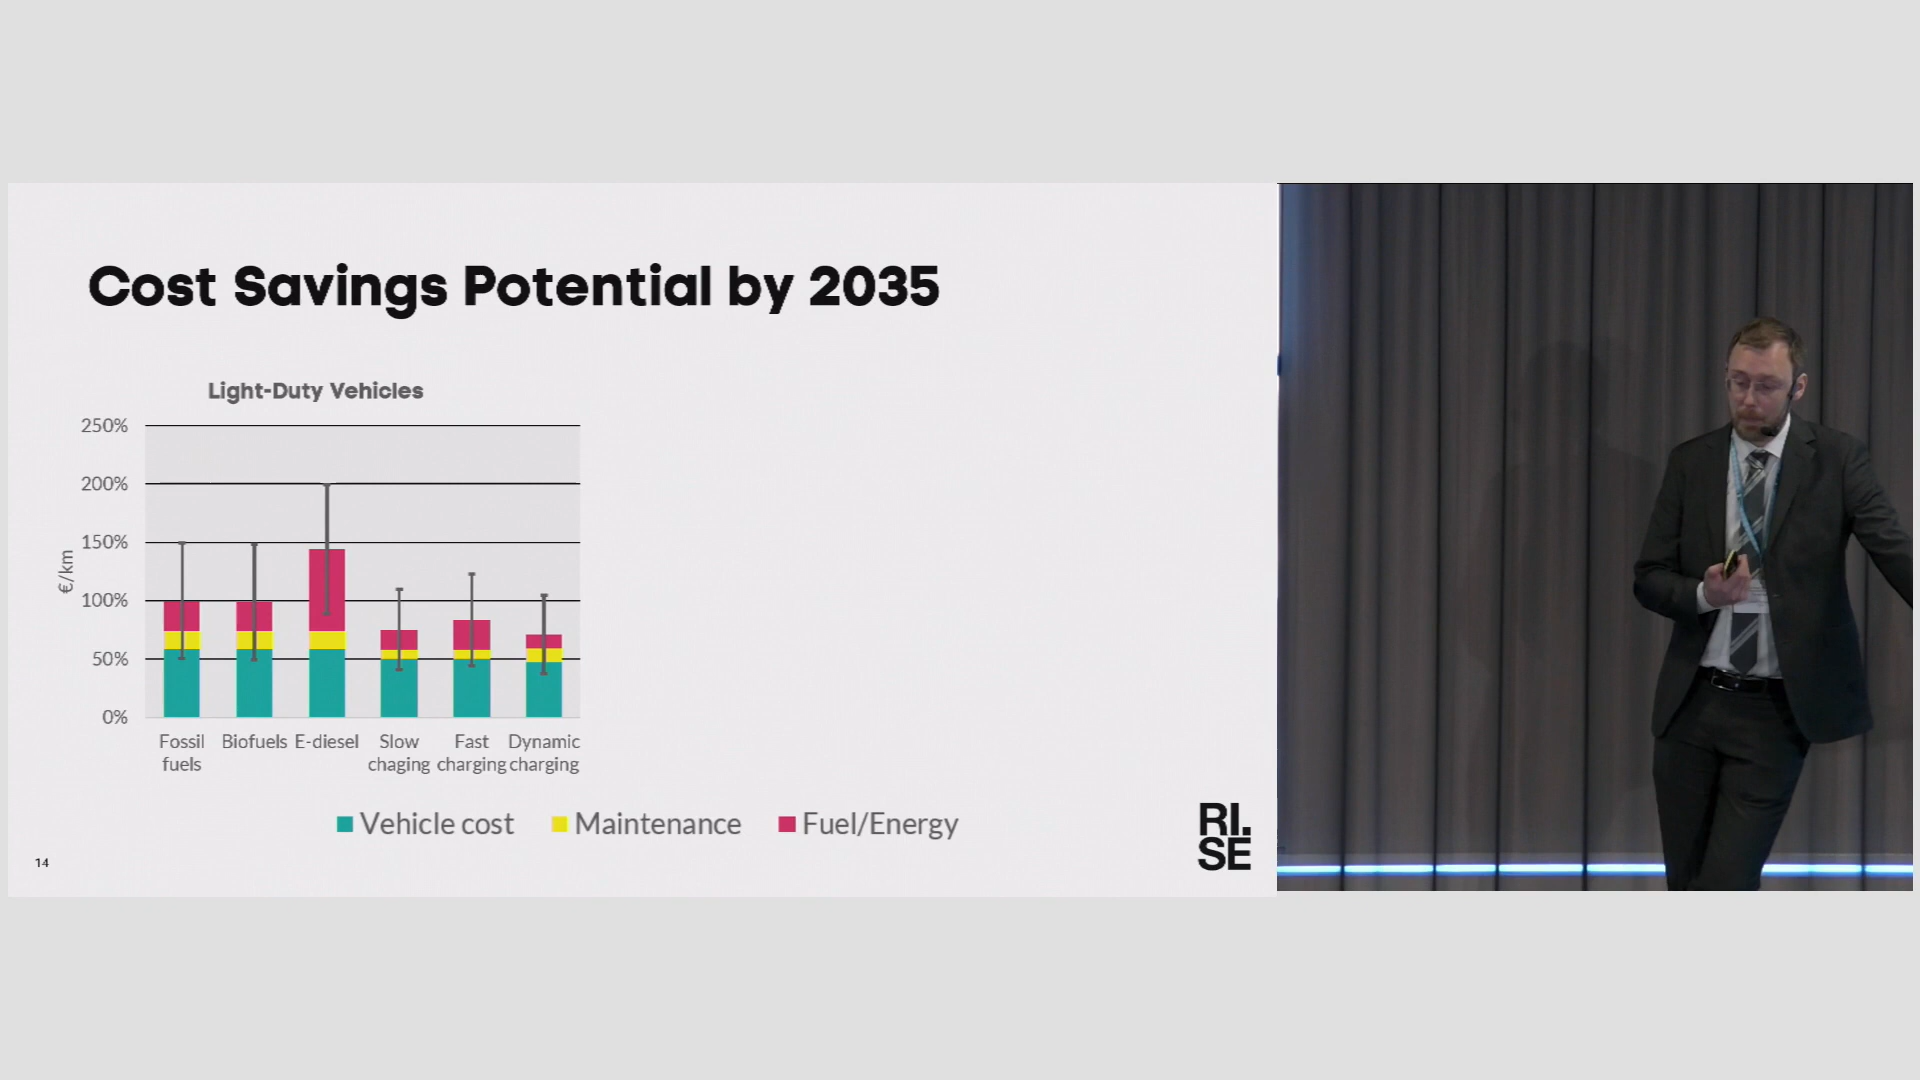 Cost Savings Potential by 2035
Light-Duty Vehicles
250%
200%
150%
100%
50%
0%
€/km
Fossil fuels
Biofuels
E-diesel
Slow chaging
Fast charging
Dynamic charging
Vehicle cost
Maintenance
Fuel/Energy
14
RI.
SE